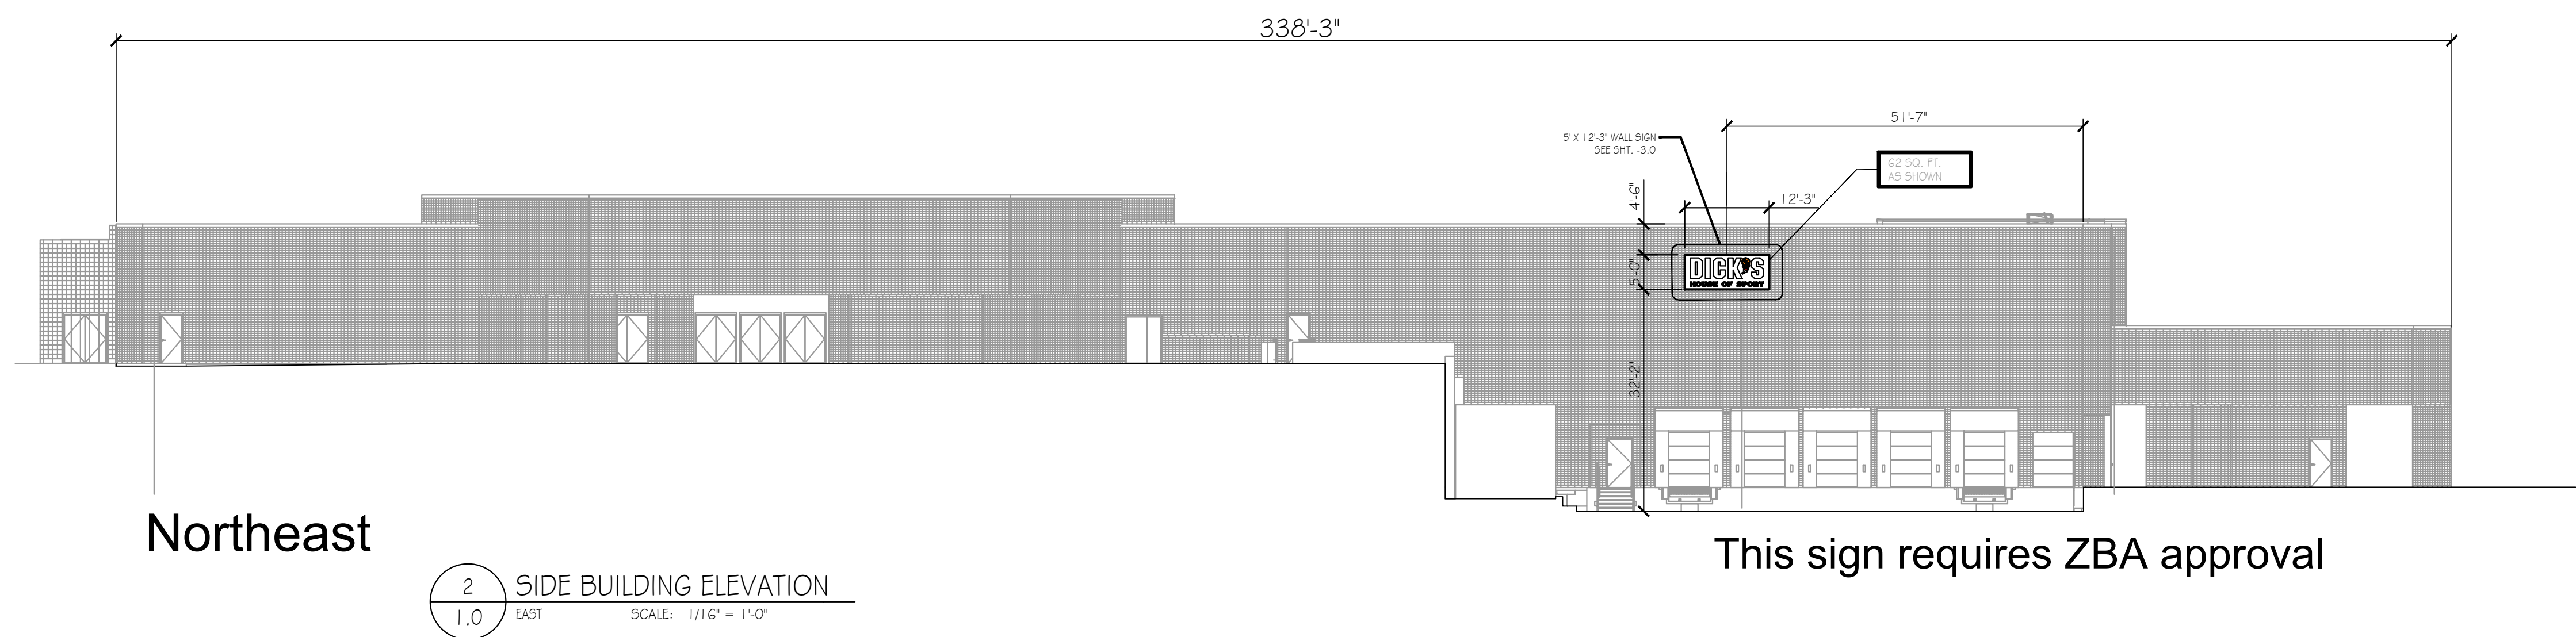 338'-3"
51'-7"
5' X 12'-3" WALL SIGN
SEE SHT. -3.0
62 SQ. FT.
AS SHOWN
4'-6"
12'-3"
5'-0"
DICK'S
HOUSE OF SPORT
32'-2"
Northeast
This sign requires ZBA approval
2
1.0
SIDE BUILDING ELEVATION
EAST SCALE: 1/16" = 1'-0"